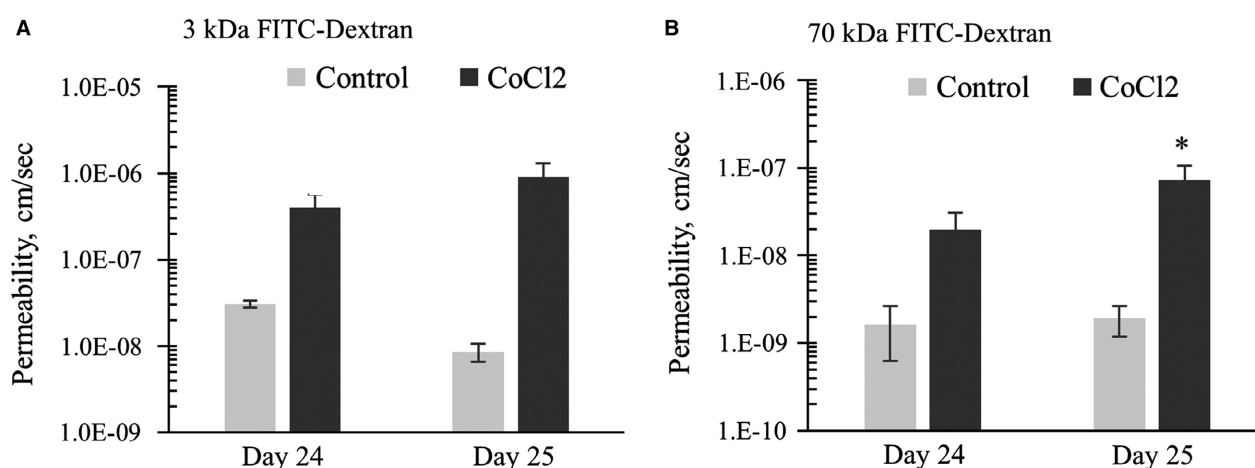 A
3 kDa FITC-Dextran
Control
CoCl2
Permeability, cm/sec
1.0E-05
1.0E-06
1.0E-07
1.0E-08
1.0E-09
Day 24
Day 25
B
70 kDa FITC-Dextran
Control
CoCl2
Permeability, cm/sec
1.E-06
1.E-07
1.E-08
1.E-09
1.E-10
*
Day 24
Day 25